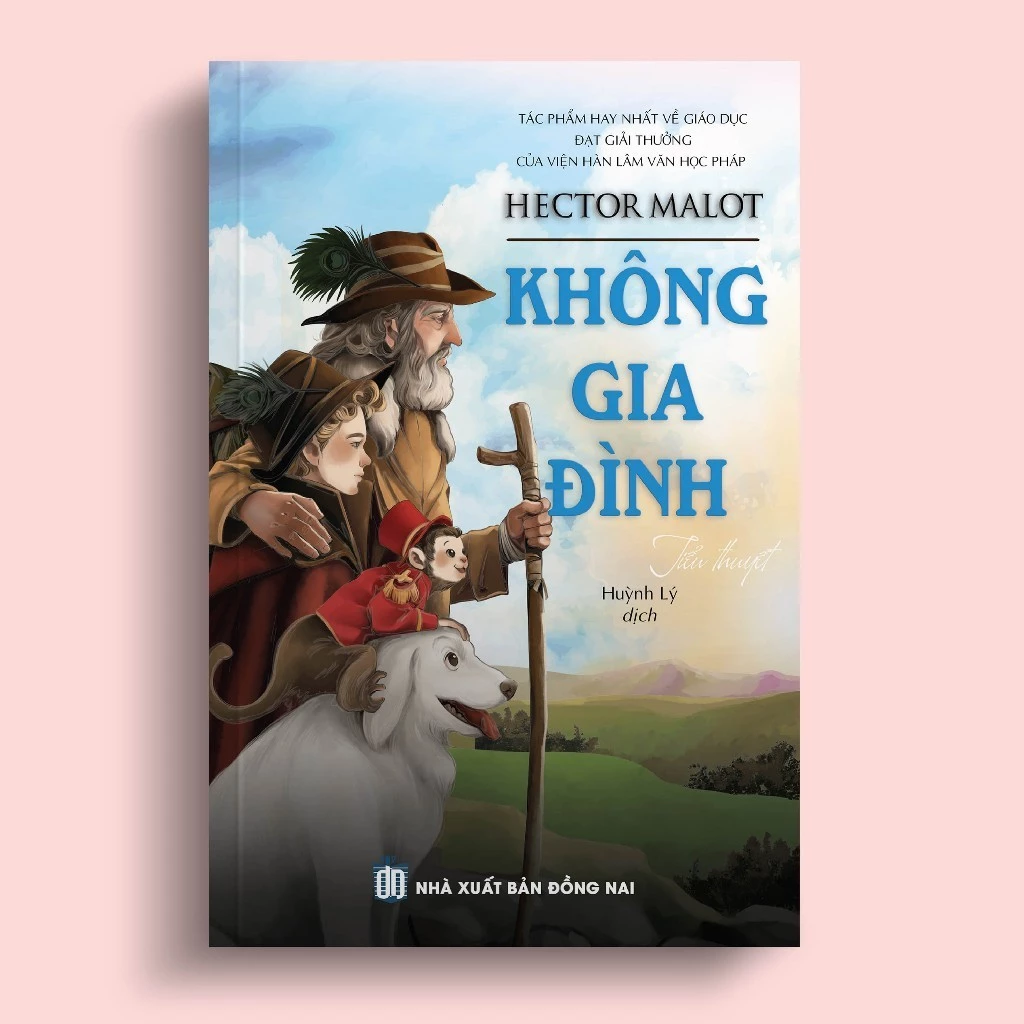 TÁC PHẨM HAY NHẤT VỀ GIÁO DỤC
ĐẠT GIẢI THƯỞNG
CỦA VIỆN HÀN LÂM VĂN HỌC PHÁP
HECTOR MALOT
KHÔNG
GIA
ĐÌNH
Tiểu thuyết
Huỳnh Lý
dịch
NHÀ XUẤT BẢN ĐỒNG NAI